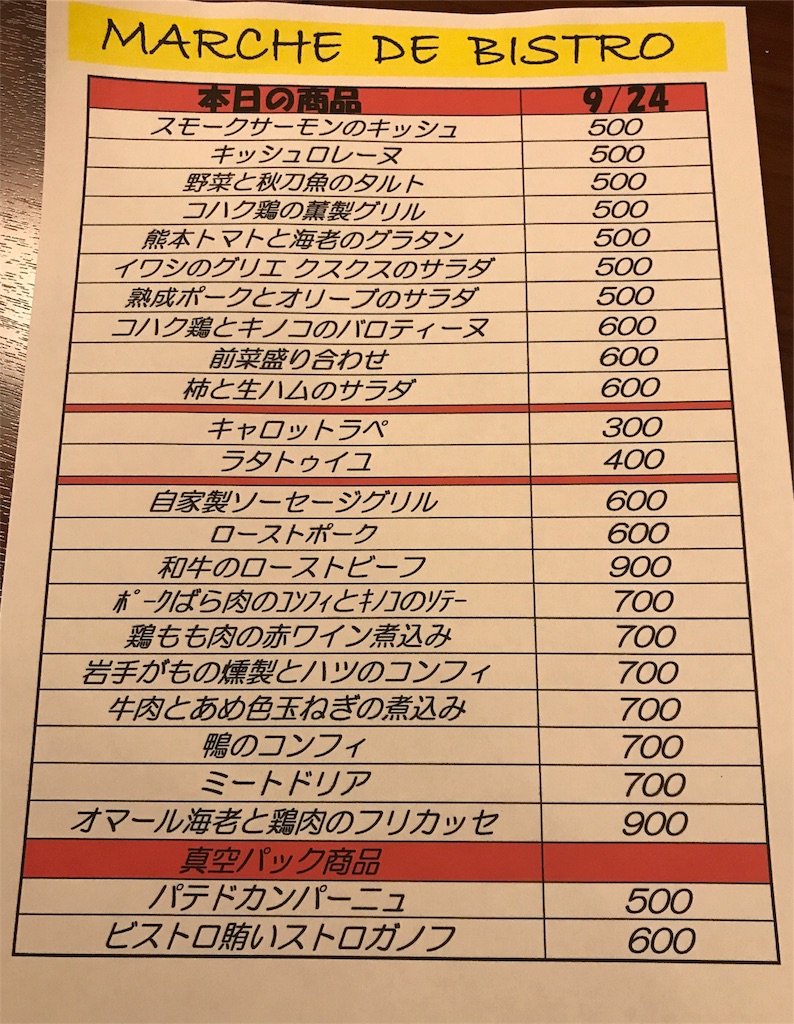 MARCHE DE BISTRO
本日の商品 9/24
スモークサーモンのキッシュ 500
キッシュロレーヌ 500
野菜と秋刀魚のタルト 500
コハク鶏の薫製グリル 500
熊本トマトと海老のグラタン 500
イワシのグリエ クスクスのサラダ 500
熟成ポークとオリーブのサラダ 500
コハク鶏とキノコのバロティーヌ 600
前菜盛り合わせ 600
柿と生ハムのサラダ 600
キャロットラペ 300
ラタトゥイユ 400
自家製ソーセージグリル 600
ローストポーク 600
和牛のローストビーフ 900
ﾎﾟｰｸばら肉のｺﾝﾌｨとｷﾉｺのｿﾃｰ 700
鶏もも肉の赤ワイン煮込み 700
岩手がもの燻製とハツのコンフィ 700
牛肉とあめ色玉ねぎの煮込み 700
鴨のコンフィ 700
ミートドリア 700
オマール海老と鶏肉のフリカッセ 900
真空パック商品
パテドカンパーニュ 500
ビストロ賄いストロガノフ 600